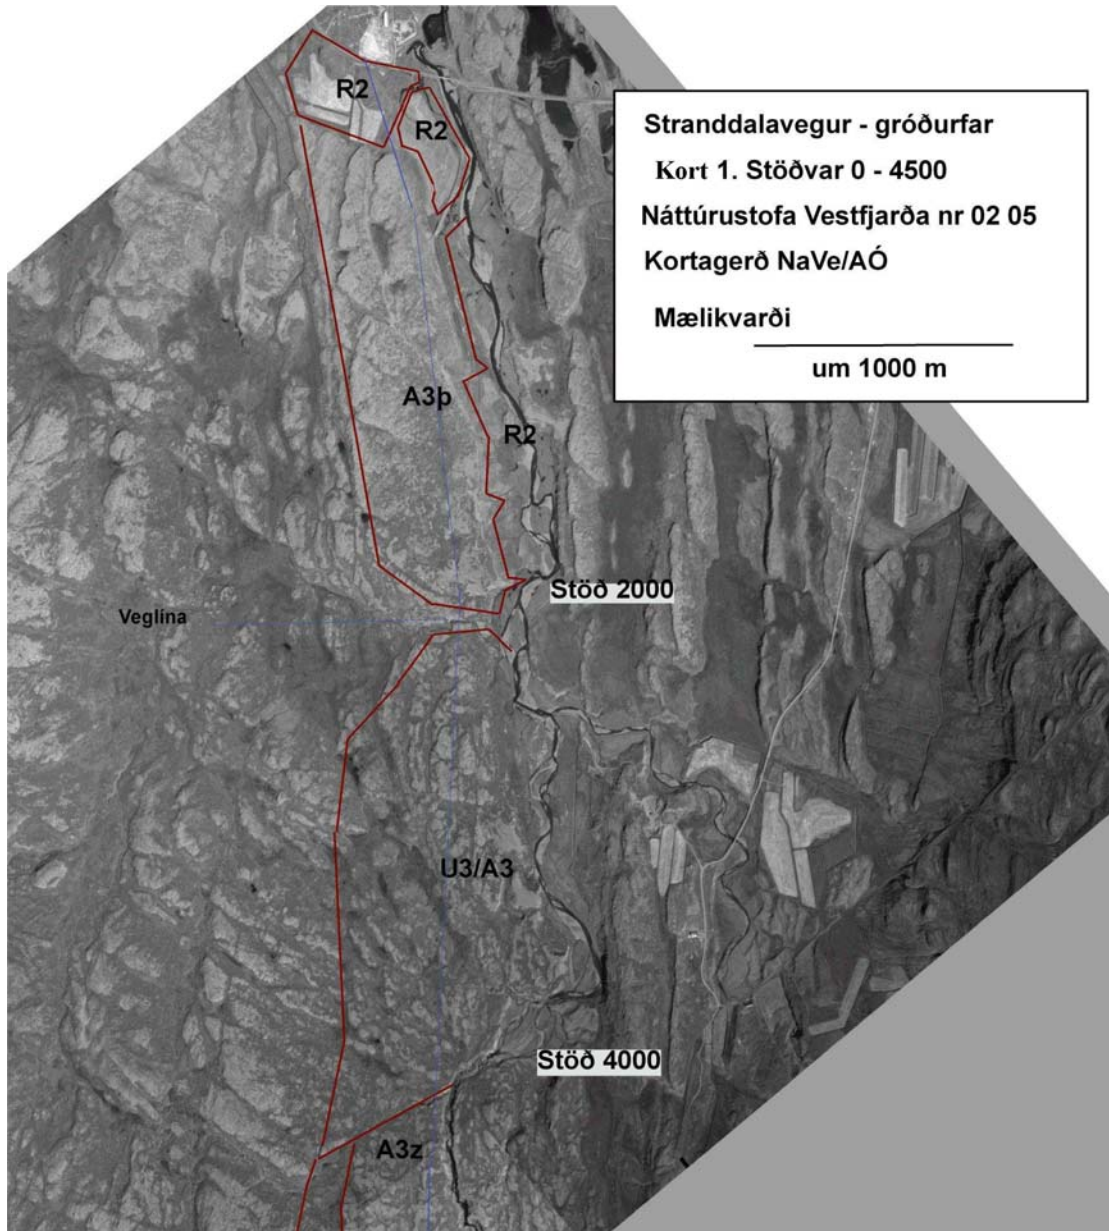 Stranddalavegur - gróðurfar
Kort 1. Stöðvar 0 - 4500
Náttúrustofa Vestfjarða nr 02 05
Kortagerð NaVe/AÓ
Mælikvarði
um 1000 m
R2
R2
A3þ
R2
Stöð 2000
Veglína
U3/A3
Stöð 4000
A3z